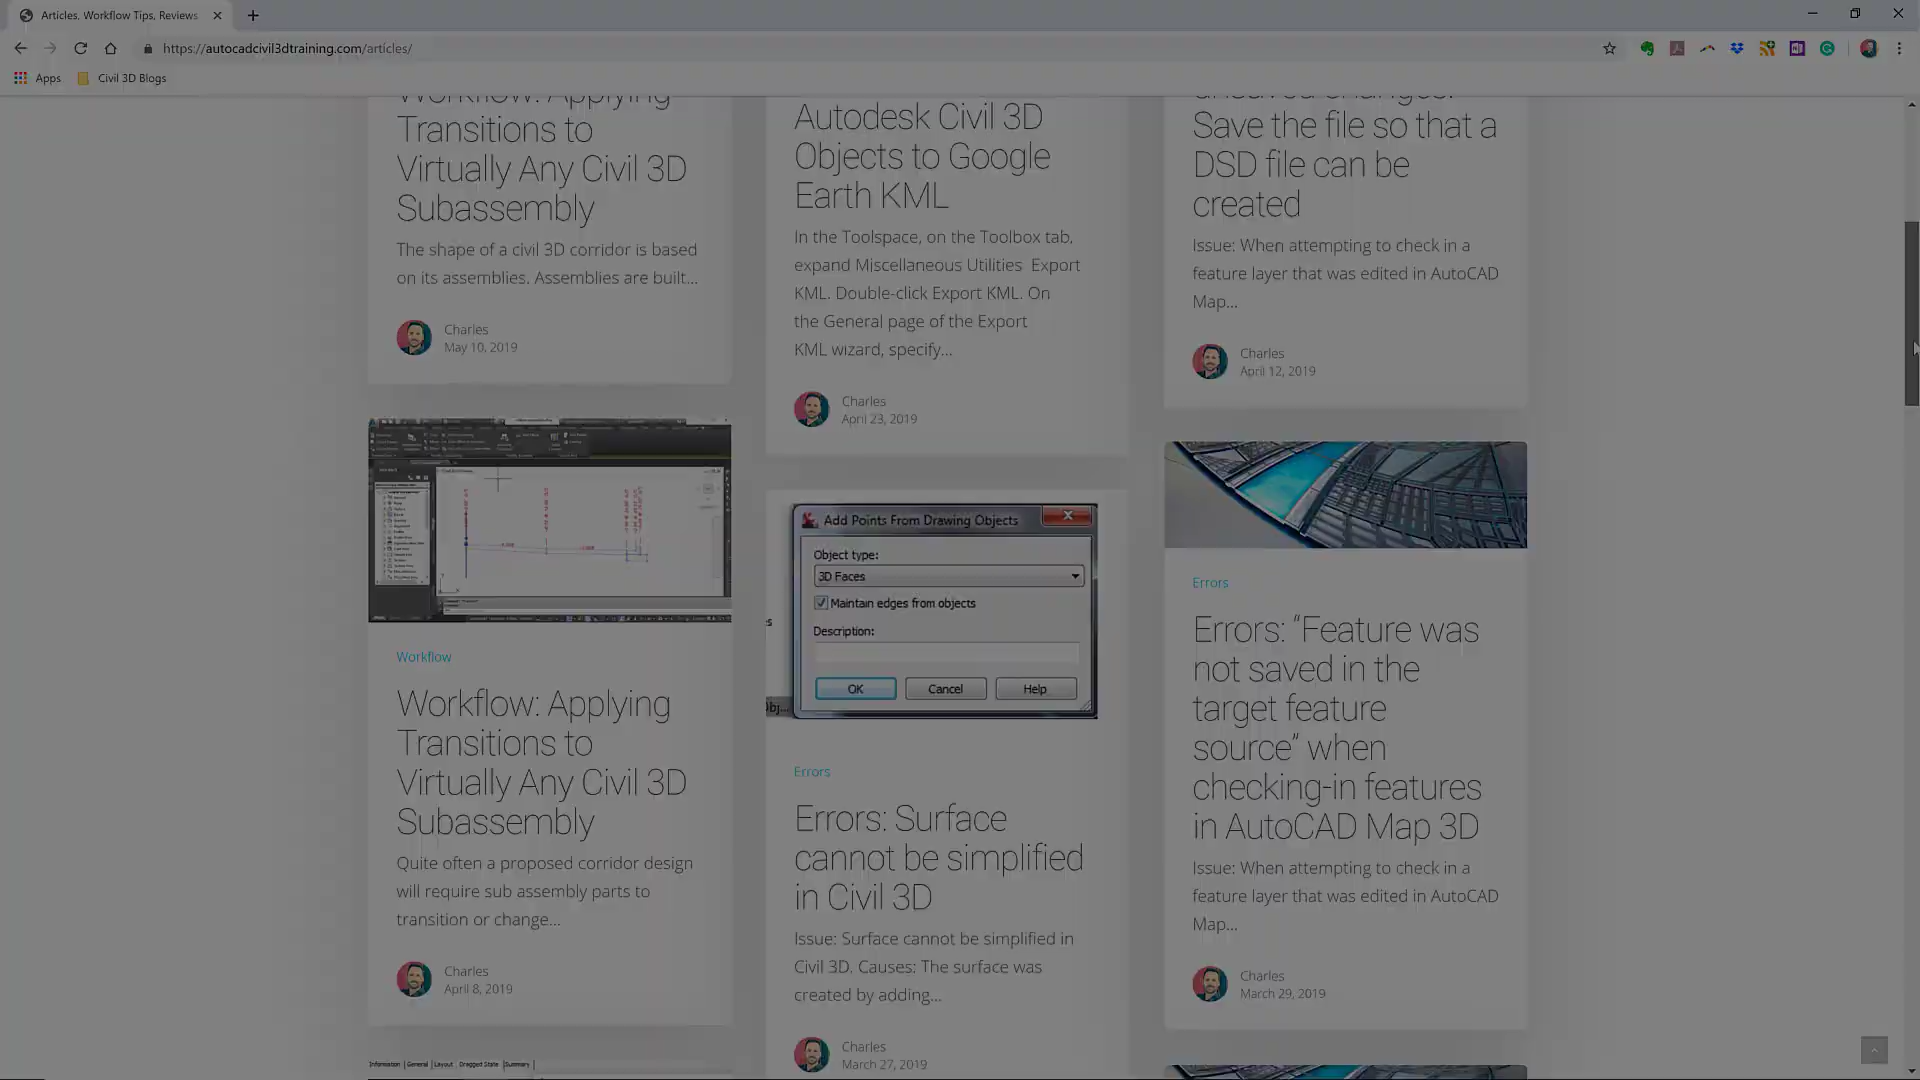 Articles, Workflow Tips, Reviews
https://autocadcivil3dtraining.com/articles/
Apps
Civil 3D Blogs
Workflow: Applying
Transitions to
Virtually Any Civil 3D
Subassembly
The shape of a civil 3D corridor is based
on its assemblies. Assemblies are built...
Charles
May 10, 2019
Workflow
Workflow: Applying
Transitions to
Virtually Any Civil 3D
Subassembly
Quite often a proposed corridor design
will require sub assembly parts to
transition or change...
Charles
April 8, 2019
Information | General | Layout | Dragged State | Summary |
Autodesk Civil 3D
Objects to Google
Earth KML
In the Toolspace, on the Toolbox tab,
expand Miscellaneous Utilities Export
KML. Double-click Export KML. On
the General page of the Export
KML wizard, specify...
Charles
April 23, 2019
Add Points From Drawing Objects
Object type:
3D Faces
Maintain edges from objects
Description:
OK Cancel Help
Errors
Errors: Surface
cannot be simplified
in Civil 3D
Issue: Surface cannot be simplified in
Civil 3D. Causes: The surface was
created by adding...
Charles
March 27, 2019
unsaved changes.
Save the file so that a
DSD file can be
created
Issue: When attempting to check in a
feature layer that was edited in AutoCAD
Map...
Charles
April 12, 2019
Errors
Errors: “Feature was
not saved in the
target feature
source” when
checking-in features
in AutoCAD Map 3D
Issue: When attempting to check in a
feature layer that was edited in AutoCAD
Map...
Charles
March 29, 2019